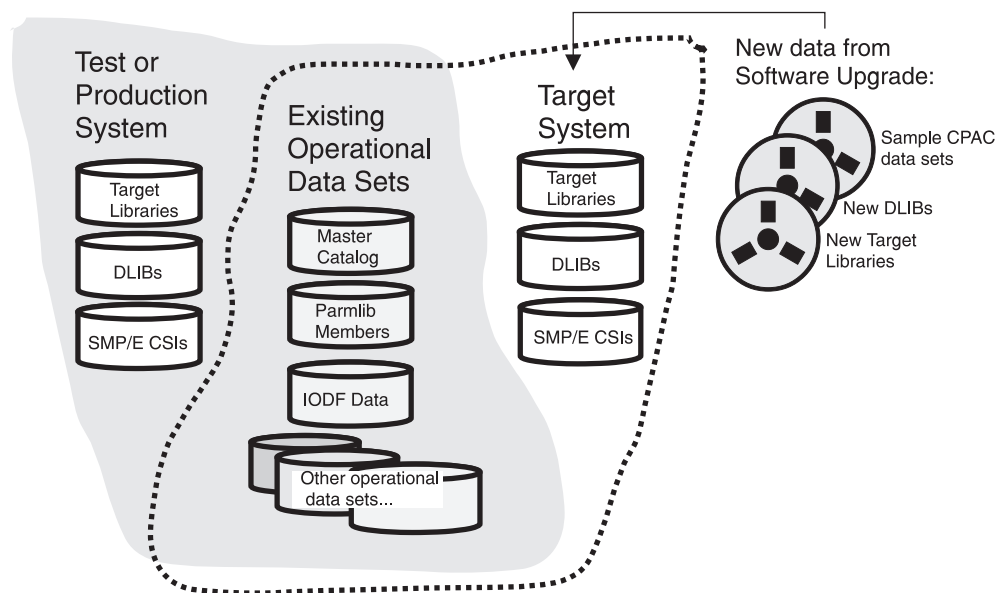 Test or
Production
System
Target
Libraries
DLIBs
SMP/E CSIs
Existing
Operational
Data Sets
Master
Catalog
Parmlib
Members
IODF Data
Other operational
data sets...
Target
System
Target
Libraries
DLIBs
SMP/E CSIs
New data from
Software Upgrade:
Sample CPAC
data sets
New DLIBs
New Target
Libraries